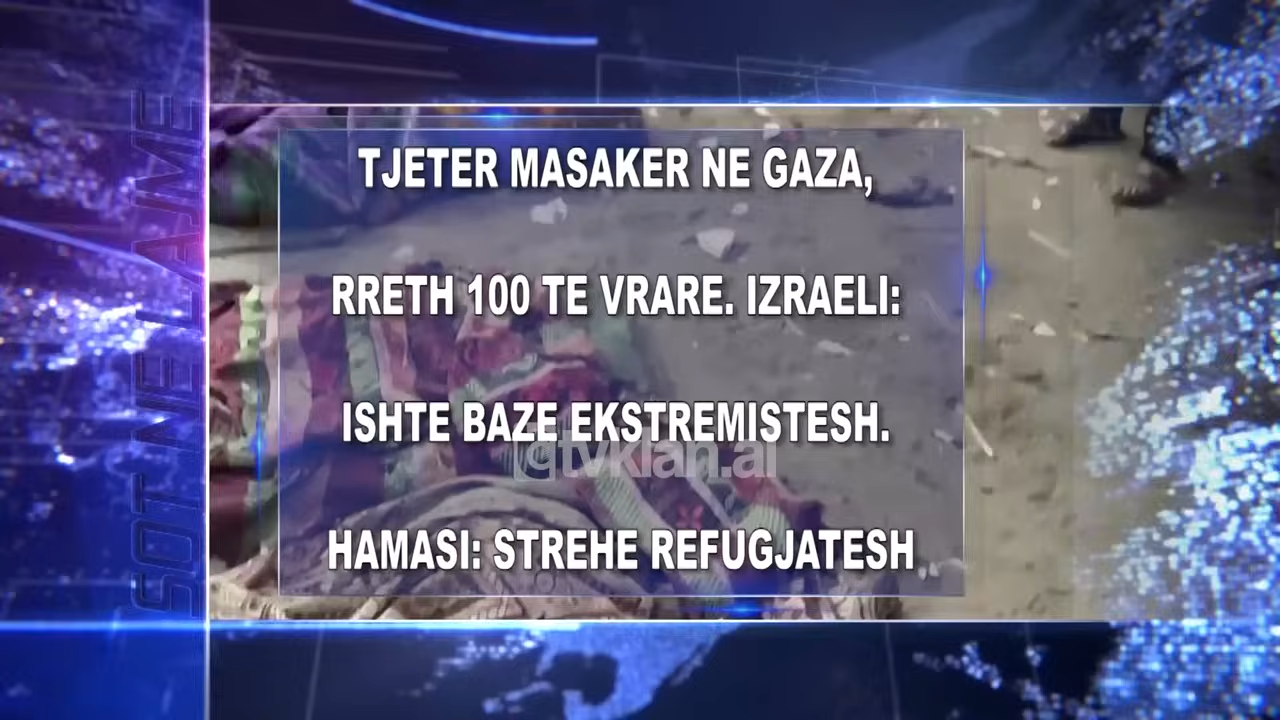 TJETER MASAKER NE GAZA,
RRETH 100 TE VRARE. IZRAELI:
ISHTE BAZE EKSTREMISTESH.
tvklan.al
HAMASI: STREHE REFUGJATESH
SOT NE LAJME